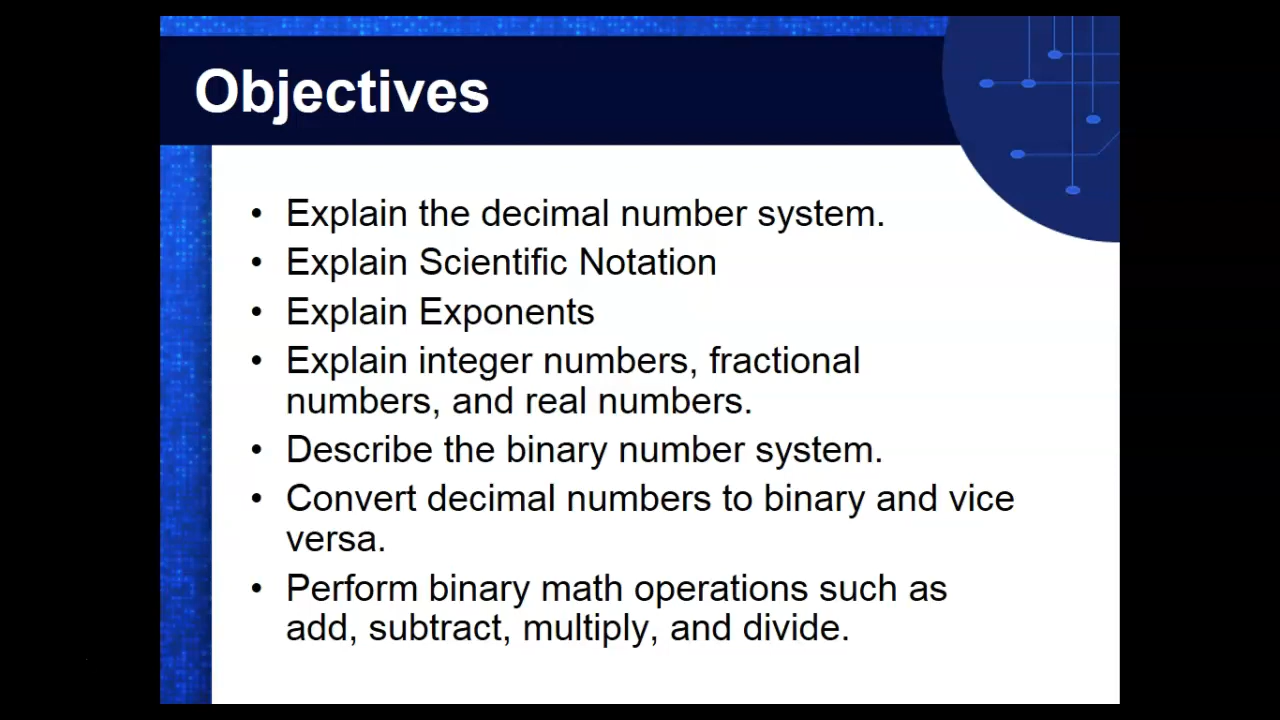 Objectives
• Explain the decimal number system.
• Explain Scientific Notation
• Explain Exponents
• Explain integer numbers, fractional
numbers, and real numbers.
• Describe the binary number system.
• Convert decimal numbers to binary and vice
versa.
• Perform binary math operations such as
add, subtract, multiply, and divide.